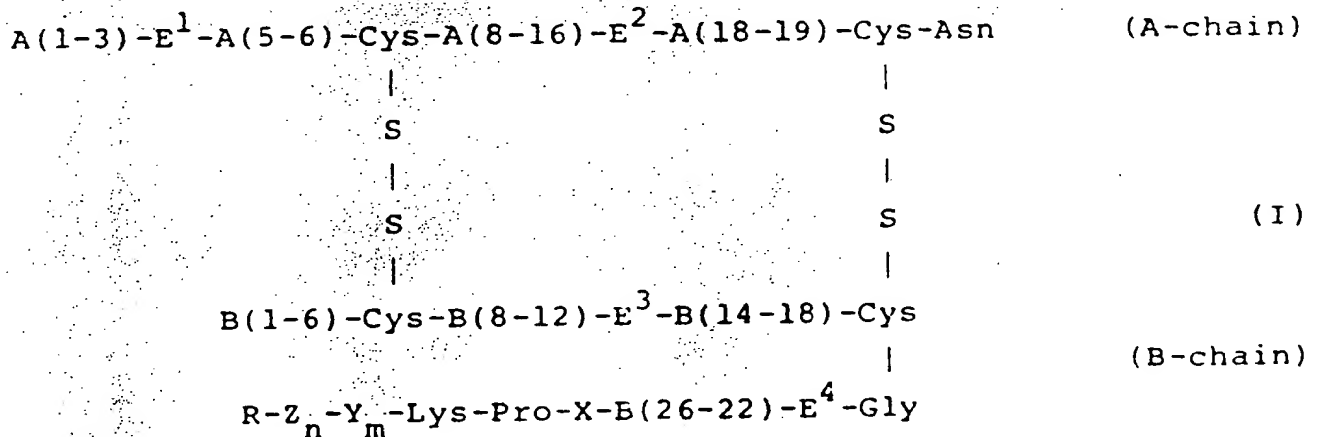 A(1-3)-E¹-A(5-6)-Cys-A(8-16)-E²-A(18-19)-Cys-Asn (A-chain)
| |
S S
| |
S S (I)
| |
B(1-6)-Cys-B(8-12)-E³-B(14-18)-Cys
| (B-chain)
R-Zn-Ym-Lys-Pro-X-B(26-22)-E⁴-Gly